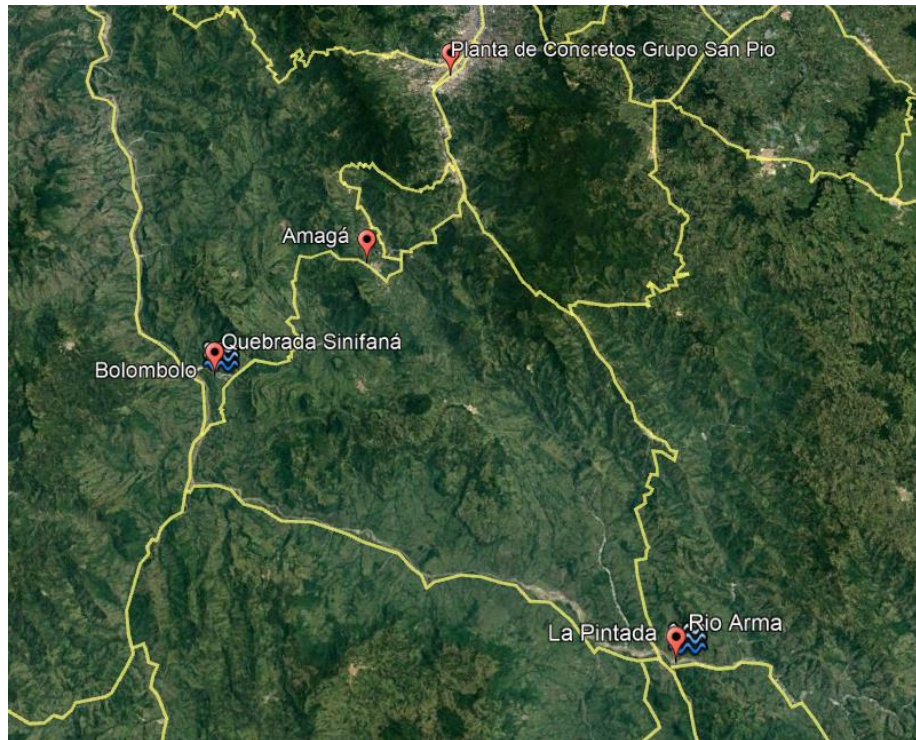 Planta de Concretos Grupo San Pio
Amagá
Quebrada Sinifaná
Bolombolo
Rio Arma
La Pintada